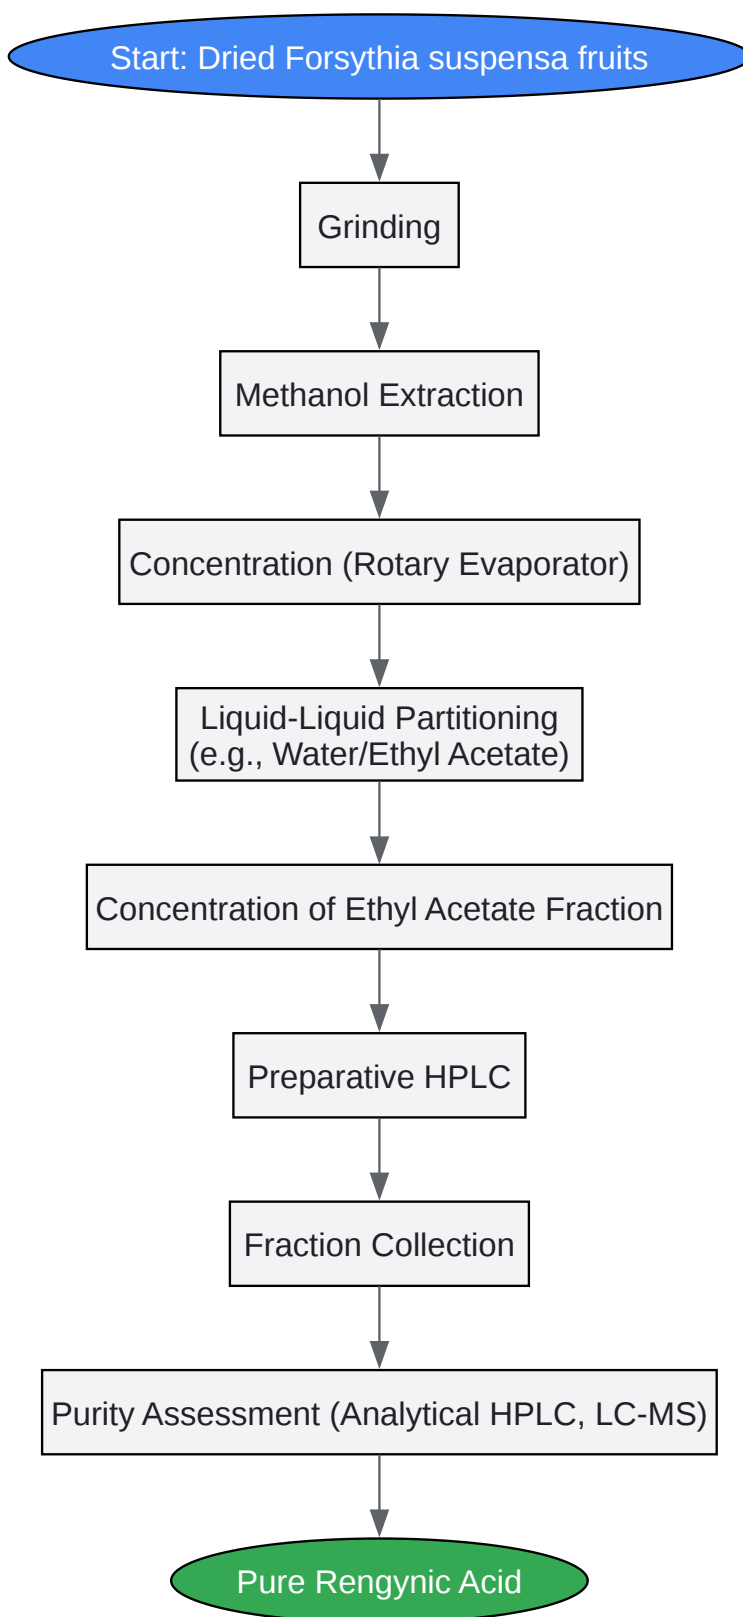 Start: Dried Forsythia suspensa fruits
Grinding
Methanol Extraction
Concentration (Rotary Evaporator)
Liquid-Liquid Partitioning
(e.g., Water/Ethyl Acetate)
Concentration of Ethyl Acetate Fraction
Preparative HPLC
Fraction Collection
Purity Assessment (Analytical HPLC, LC-MS)
Pure Rengynic Acid